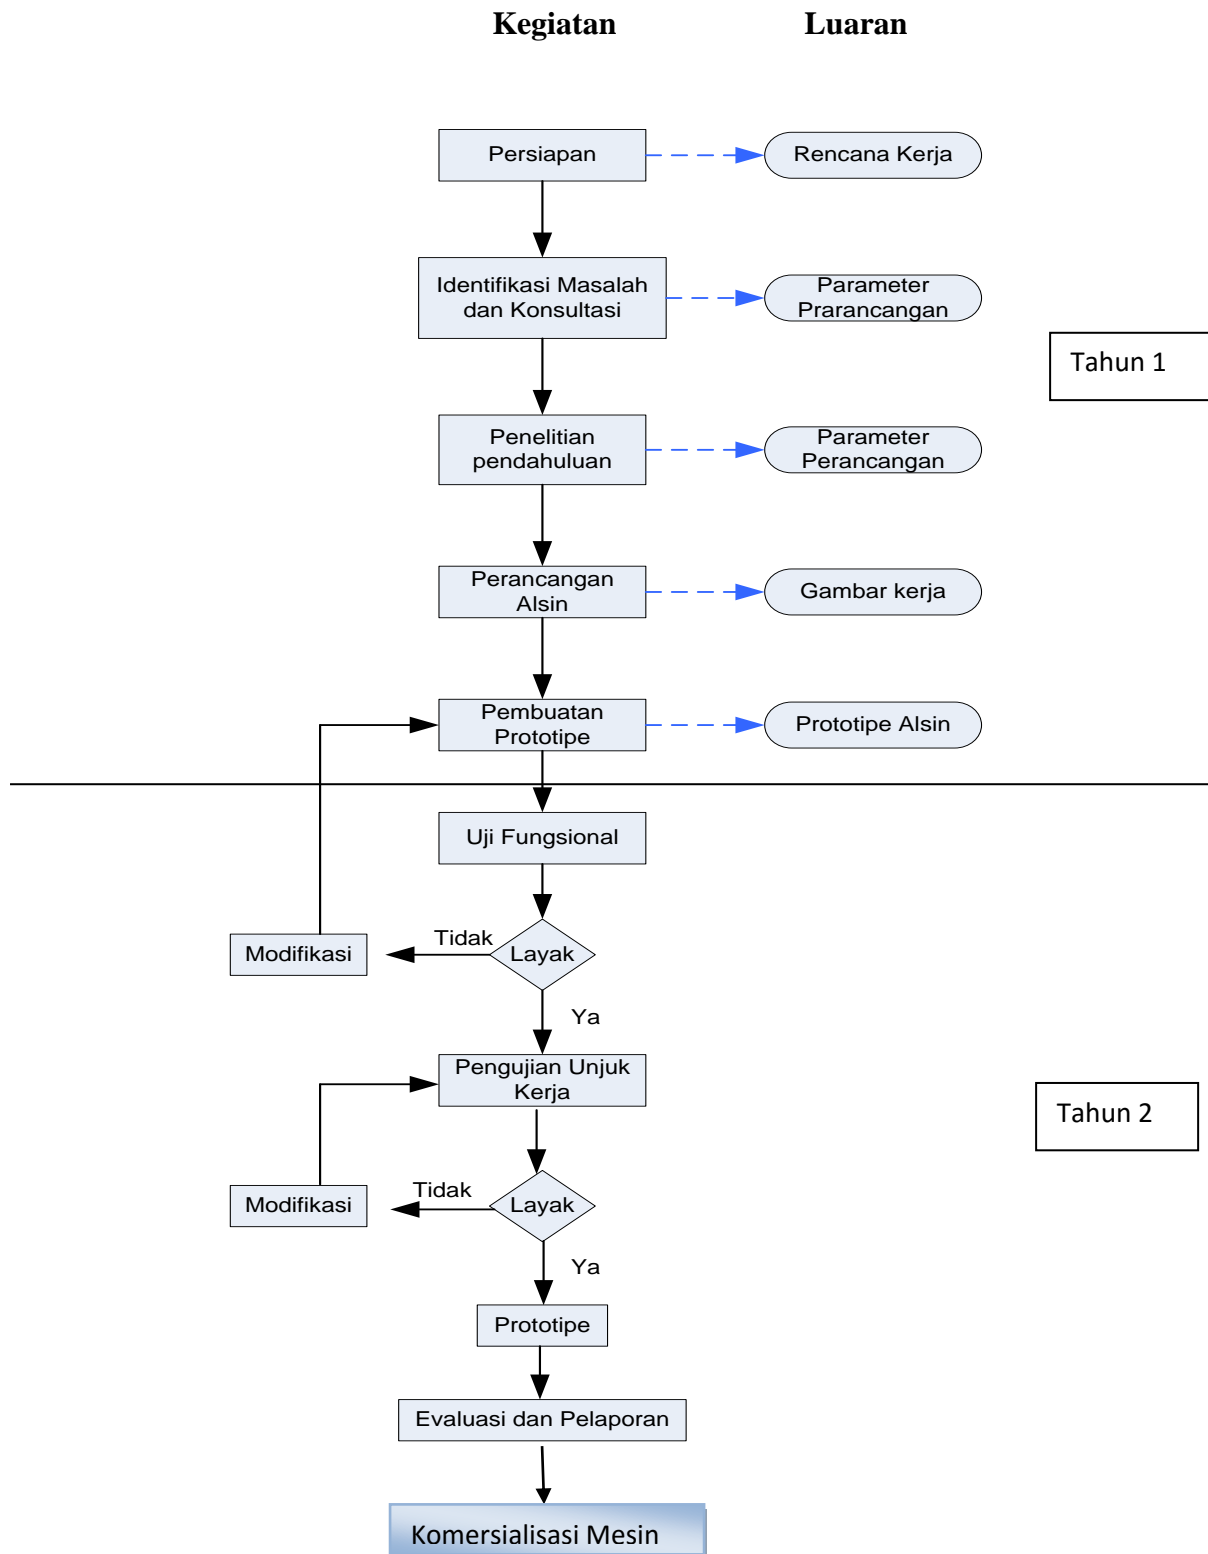 Kegiatan
Luaran
Persiapan
Rencana Kerja
Identifikasi Masalah
dan Konsultasi
Parameter
Prarancangan
Tahun 1
Penelitian
pendahuluan
Parameter
Perancangan
Perancangan
Alsin
Gambar kerja
Pembuatan
Prototipe
Prototipe Alsin
Uji Fungsional
Modifikasi
Tidak
Layak
Ya
Pengujian Unjuk
Kerja
Tahun 2
Modifikasi
Tidak
Layak
Ya
Prototipe
Evaluasi dan Pelaporan
Komersialisasi Mesin